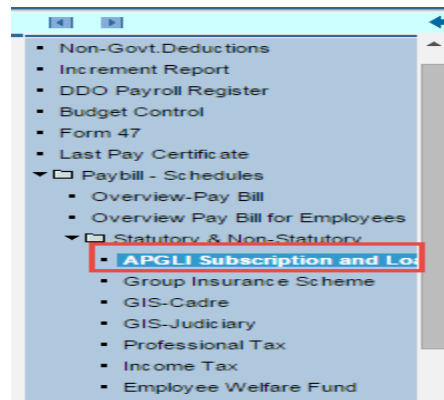 Non-Govt.Deductions
Increment Report
DDO Payroll Register
Budget Control
Form 47
Last Pay Certificate
Paybill - Schedules
Overview-Pay Bill
Overview Pay Bill for Employees
Statutory & Non-Statutory
APGLI Subscription and Loa
Group Insurance Scheme
GIS-Cadre
GIS-Judiciary
Professional Tax
Income Tax
Employee Welfare Fund